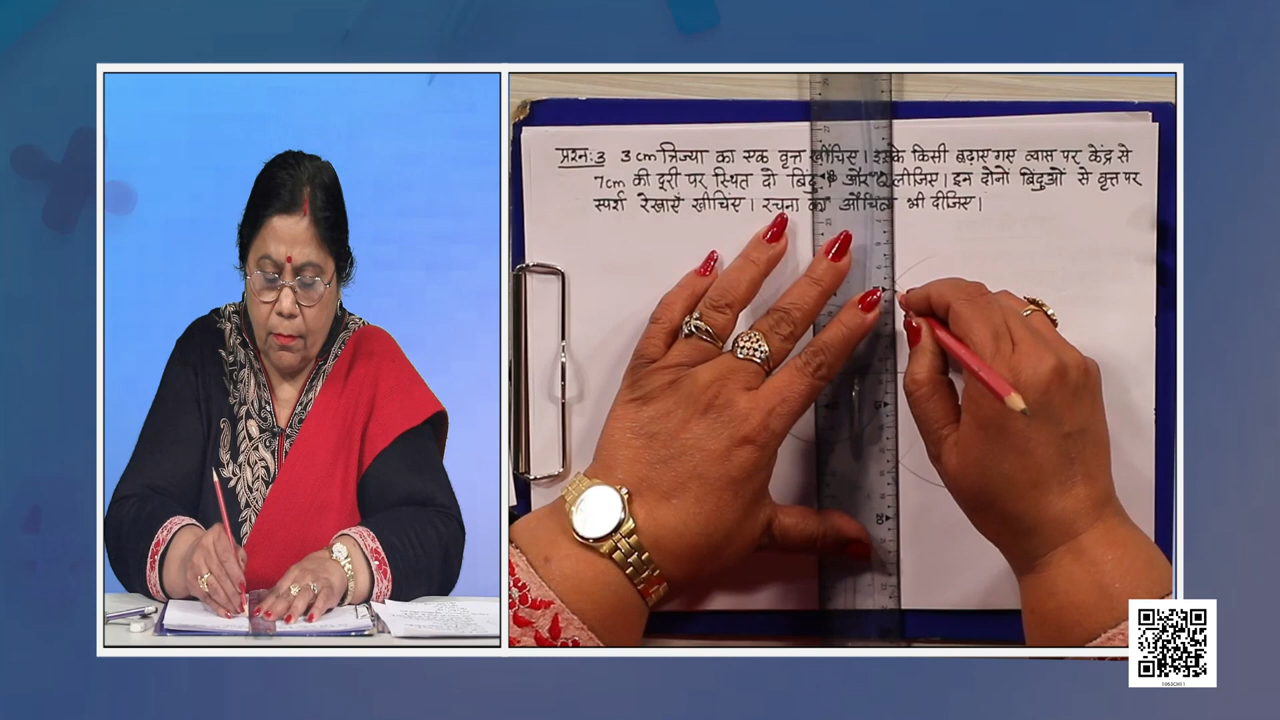 प्रश्न:3 3 cm त्रिज्या का एक वृत्त खींचिए। इसके किसी बढ़ाए गए व्यास पर केंद्र से
7cm की दूरी पर स्थित दो बिंदु P और Q लीजिए। इन दोनों बिंदुओं से वृत्त पर
स्पर्श रेखाएँ खींचिए। रचना का औचित्य भी दीजिए।